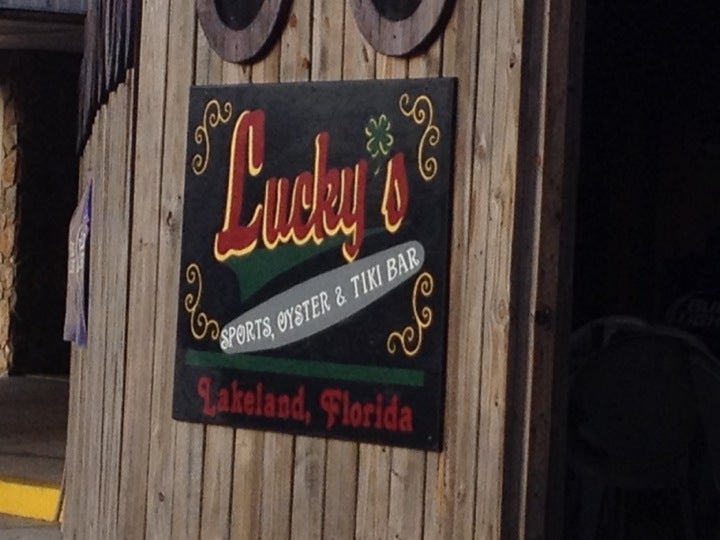 Lucky's
SPORTS, OYSTER & TIKI BAR
Lakeland, Florida